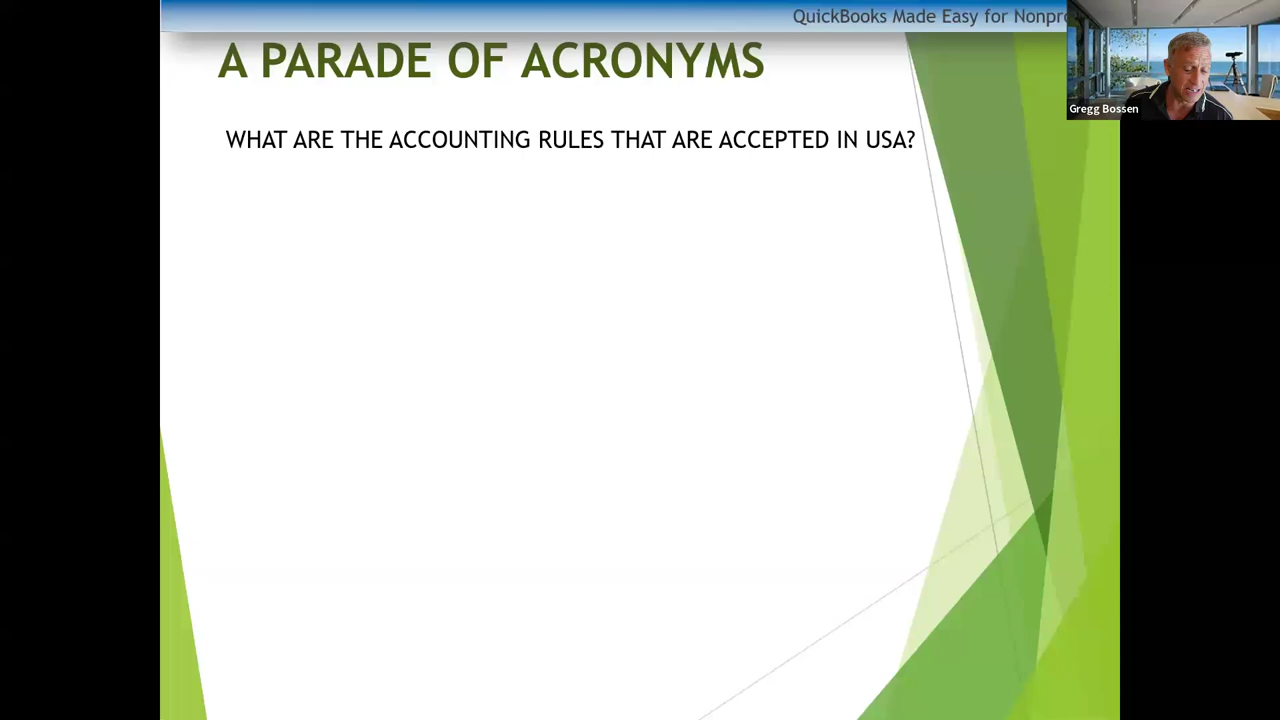 QuickBooks Made Easy for Nonpro
A PARADE OF ACRONYMS
WHAT ARE THE ACCOUNTING RULES THAT ARE ACCEPTED IN USA?
Gregg Bossen